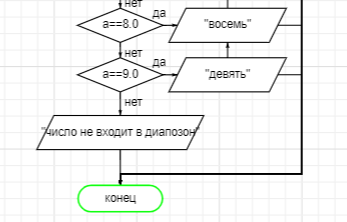 нет
да
a==8.0
"восемь"
нет
да
a==9.0
"девять"
нет
"число не входит в диапозон"
конец